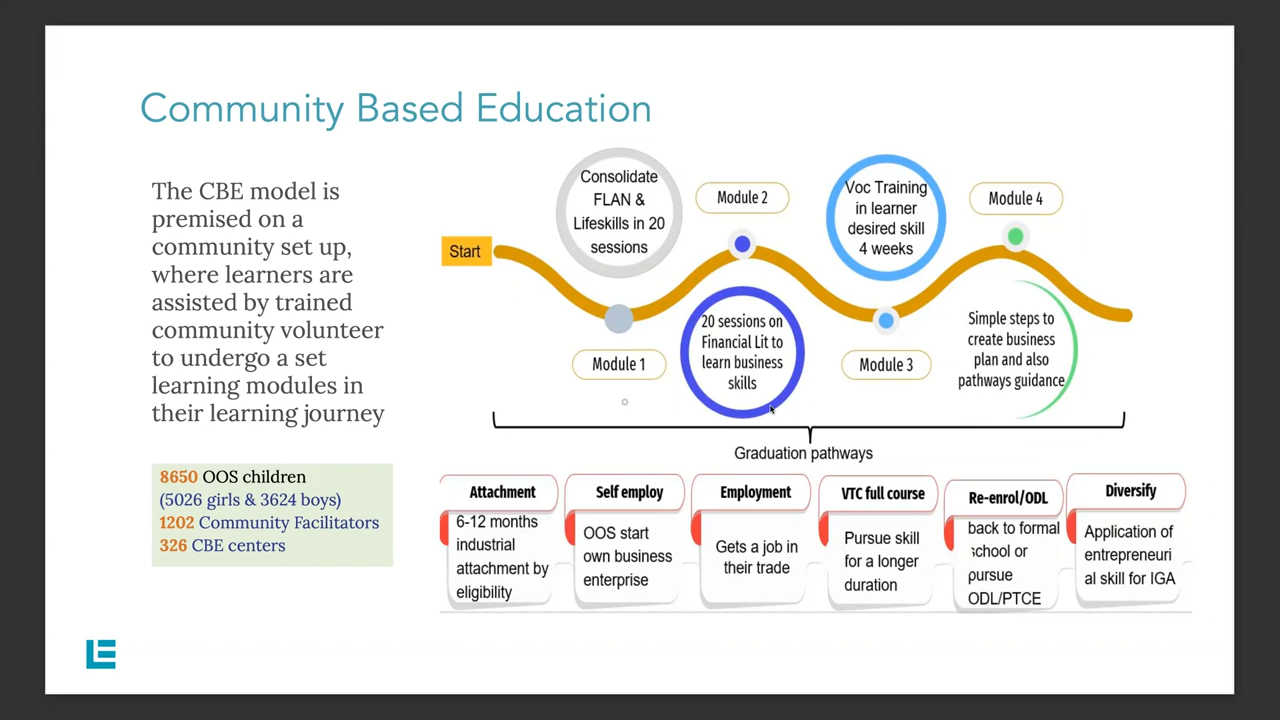 Community Based Education
The CBE model is
premised on a
community set up,
where learners are
assisted by trained
community volunteer
to undergo a set
learning modules in
their learning journey
8650 OOS children
(5026 girls & 3624 boys)
1202 Community Facilitators
326 CBE centers
Start
Consolidate
FLAN &
Lifeskills in 20
sessions
Module 1
Module 2
20 sessions on
Financial Lit to
learn business
skills
Voc Training
in learner
desired skill
4 weeks
Module 3
Module 4
Simple steps to
create business
plan and also
pathways guidance
Graduation pathways
Attachment
6-12 months
industrial
attachment by
eligibility
Self employ
OOS start
own business
enterprise
Employment
Gets a job in
their trade
VTC full course
Pursue skill
for a longer
duration
Re-enrol/ODL
back to formal
school or
pursue
ODL/PTCE
Diversify
Application of
entrepreneuri
al skill for IGA
LE